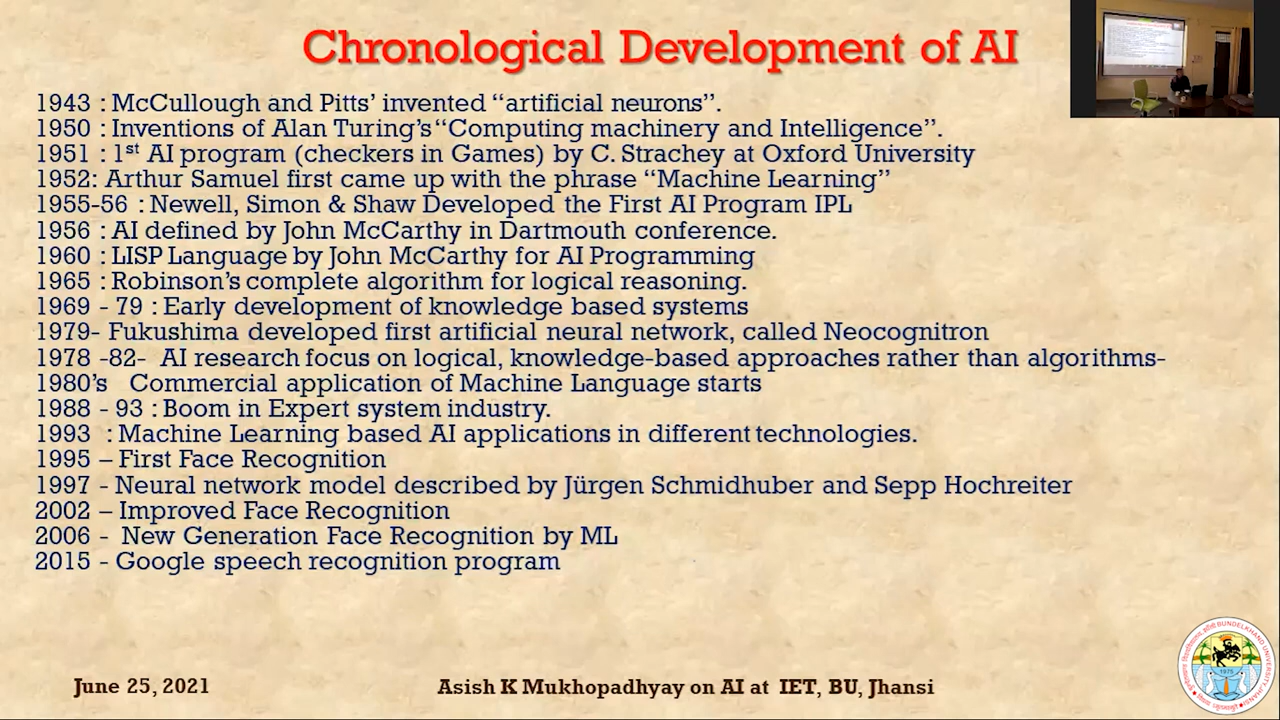 Chronological Development of AI
1943 : McCullough and Pitts’ invented “artificial neurons”.
1950 : Inventions of Alan Turing’s “Computing machinery and Intelligence”.
1951 : 1st AI program (checkers in Games) by C. Strachey at Oxford University
1952: Arthur Samuel first came up with the phrase “Machine Learning”
1955-56 : Newell, Simon & Shaw Developed the First AI Program IPL
1956 : AI defined by John McCarthy in Dartmouth conference.
1960 : LISP Language by John McCarthy for AI Programming
1965 : Robinson’s complete algorithm for logical reasoning.
1969 - 79 : Early development of knowledge based systems
1979- Fukushima developed first artificial neural network, called Neocognitron
1978 -82- AI research focus on logical, knowledge-based approaches rather than algorithms-
1980’s Commercial application of Machine Language starts
1988 - 93 : Boom in Expert system industry.
1993 : Machine Learning based AI applications in different technologies.
1995 – First Face Recognition
1997 - Neural network model described by Jürgen Schmidhuber and Sepp Hochreiter
2002 – Improved Face Recognition
2006 - New Generation Face Recognition by ML
2015 - Google speech recognition program
June 25, 2021
Asish K Mukhopadhyay on AI at IET, BU, Jhansi
BUNDELKHAND UNIVERSITY JHANSI
1975